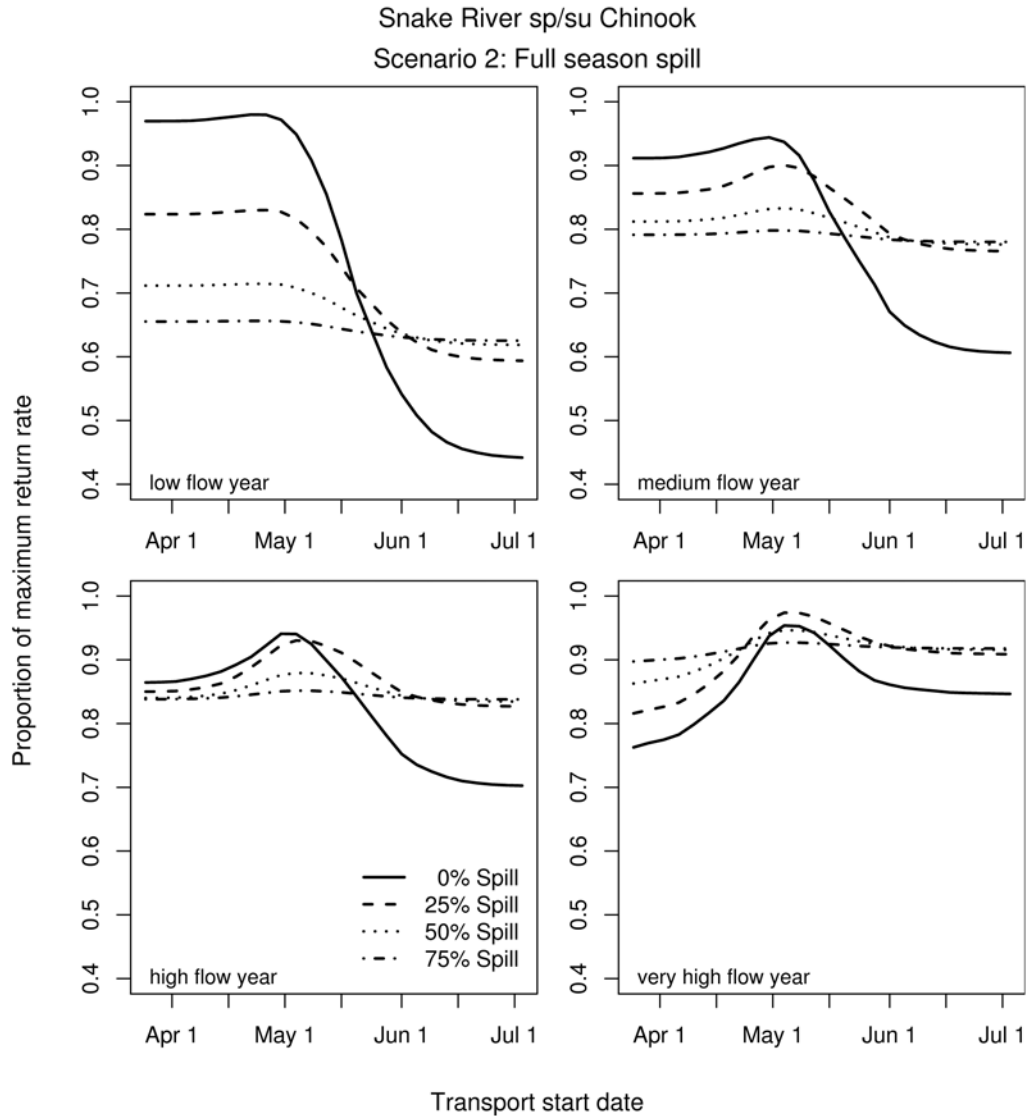 Snake River sp/su Chinook
Scenario 2: Full season spill
Proportion of maximum return rate
1.0
0.9
0.8
0.7
0.6
0.5
0.4
low flow year
Apr 1 May 1 Jun 1 Jul 1
1.0
0.9
0.8
0.7
0.6
0.5
0.4
medium flow year
Apr 1 May 1 Jun 1 Jul 1
1.0
0.9
0.8
0.7
0.6
0.5
0.4
0% Spill
25% Spill
50% Spill
75% Spill
high flow year
Apr 1 May 1 Jun 1 Jul 1
1.0
0.9
0.8
0.7
0.6
0.5
0.4
very high flow year
Apr 1 May 1 Jun 1 Jul 1
Transport start date